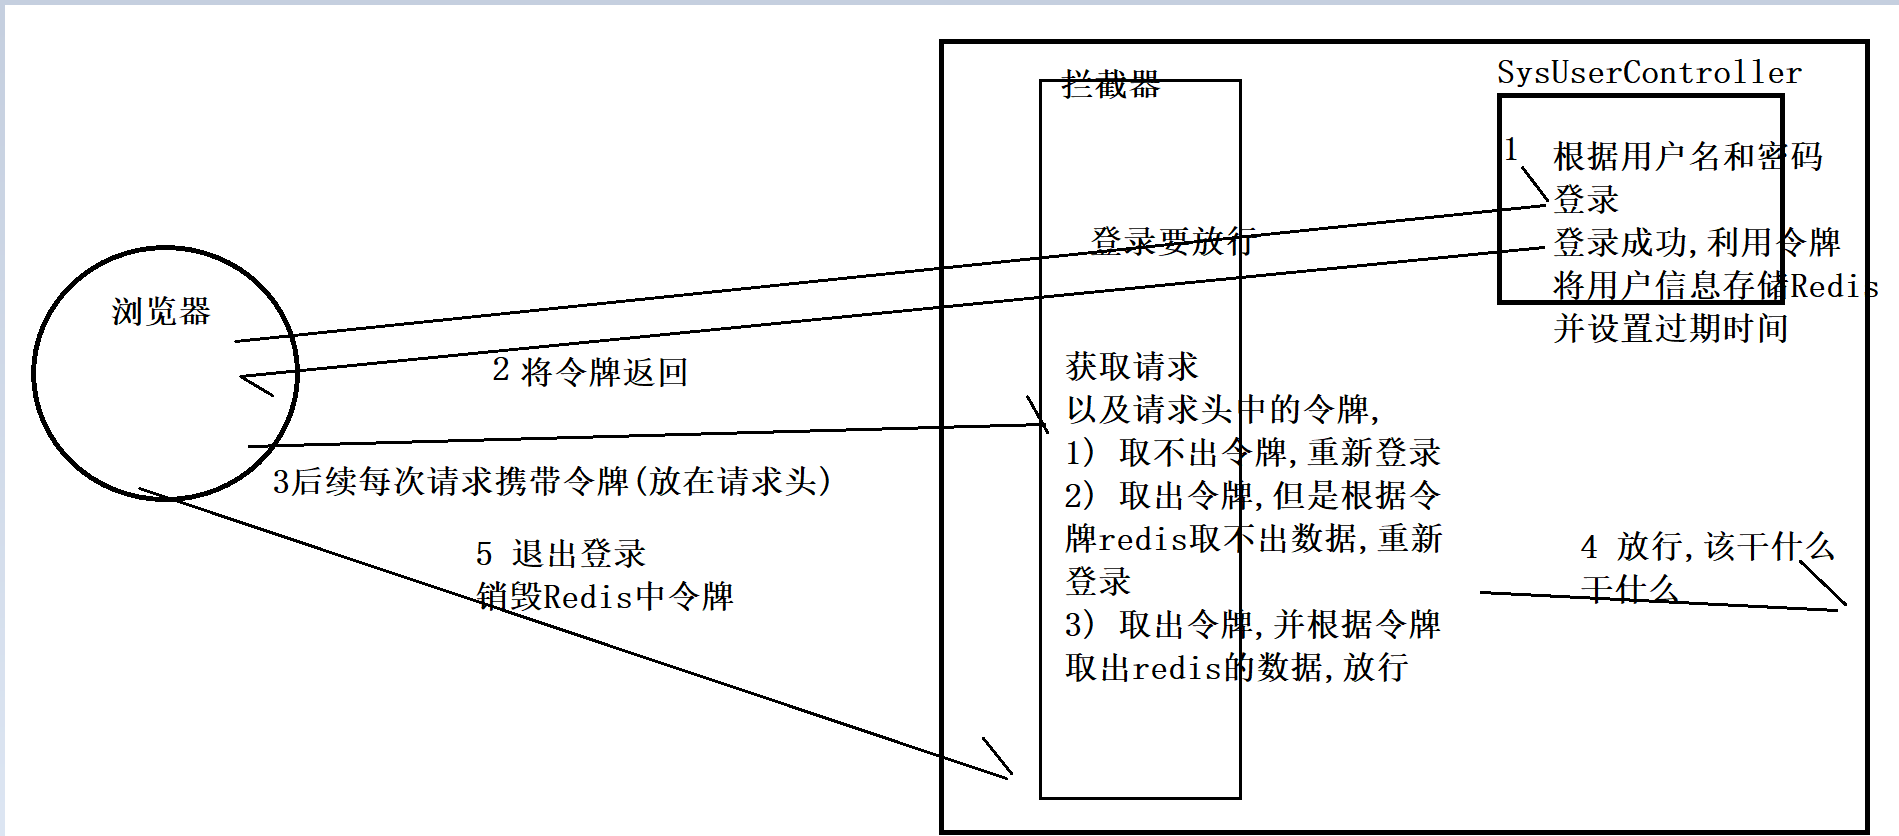 拦截器
SysUserController
1
根据用户名和密码
登录
登录成功,利用令牌
将用户信息存储Redis
并设置过期时间
登录要放行
浏览器
2 将令牌返回
获取请求
以及请求头中的令牌,
1) 取不出令牌,重新登录
2) 取出令牌,但是根据令
牌redis取不出数据,重新
登录
3) 取出令牌,并根据令牌
取出redis的数据,放行
3后续每次请求携带令牌(放在请求头)
4 放行,该干什么
干什么
5 退出登录
销毁Redis中令牌